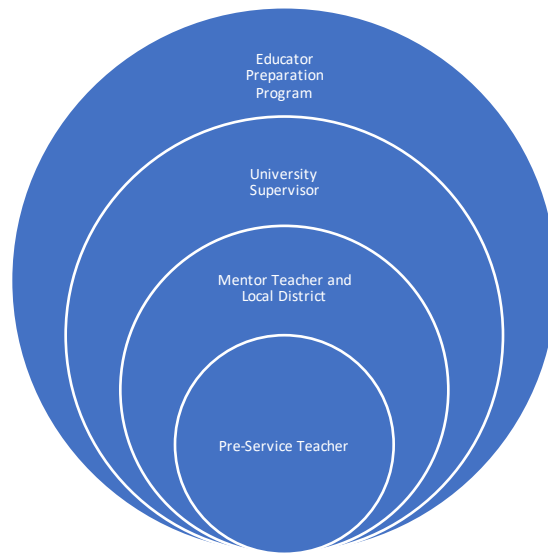 Educator
Preparation
Program
University
Supervisor
Mentor Teacher and
Local District
Pre-Service Teacher